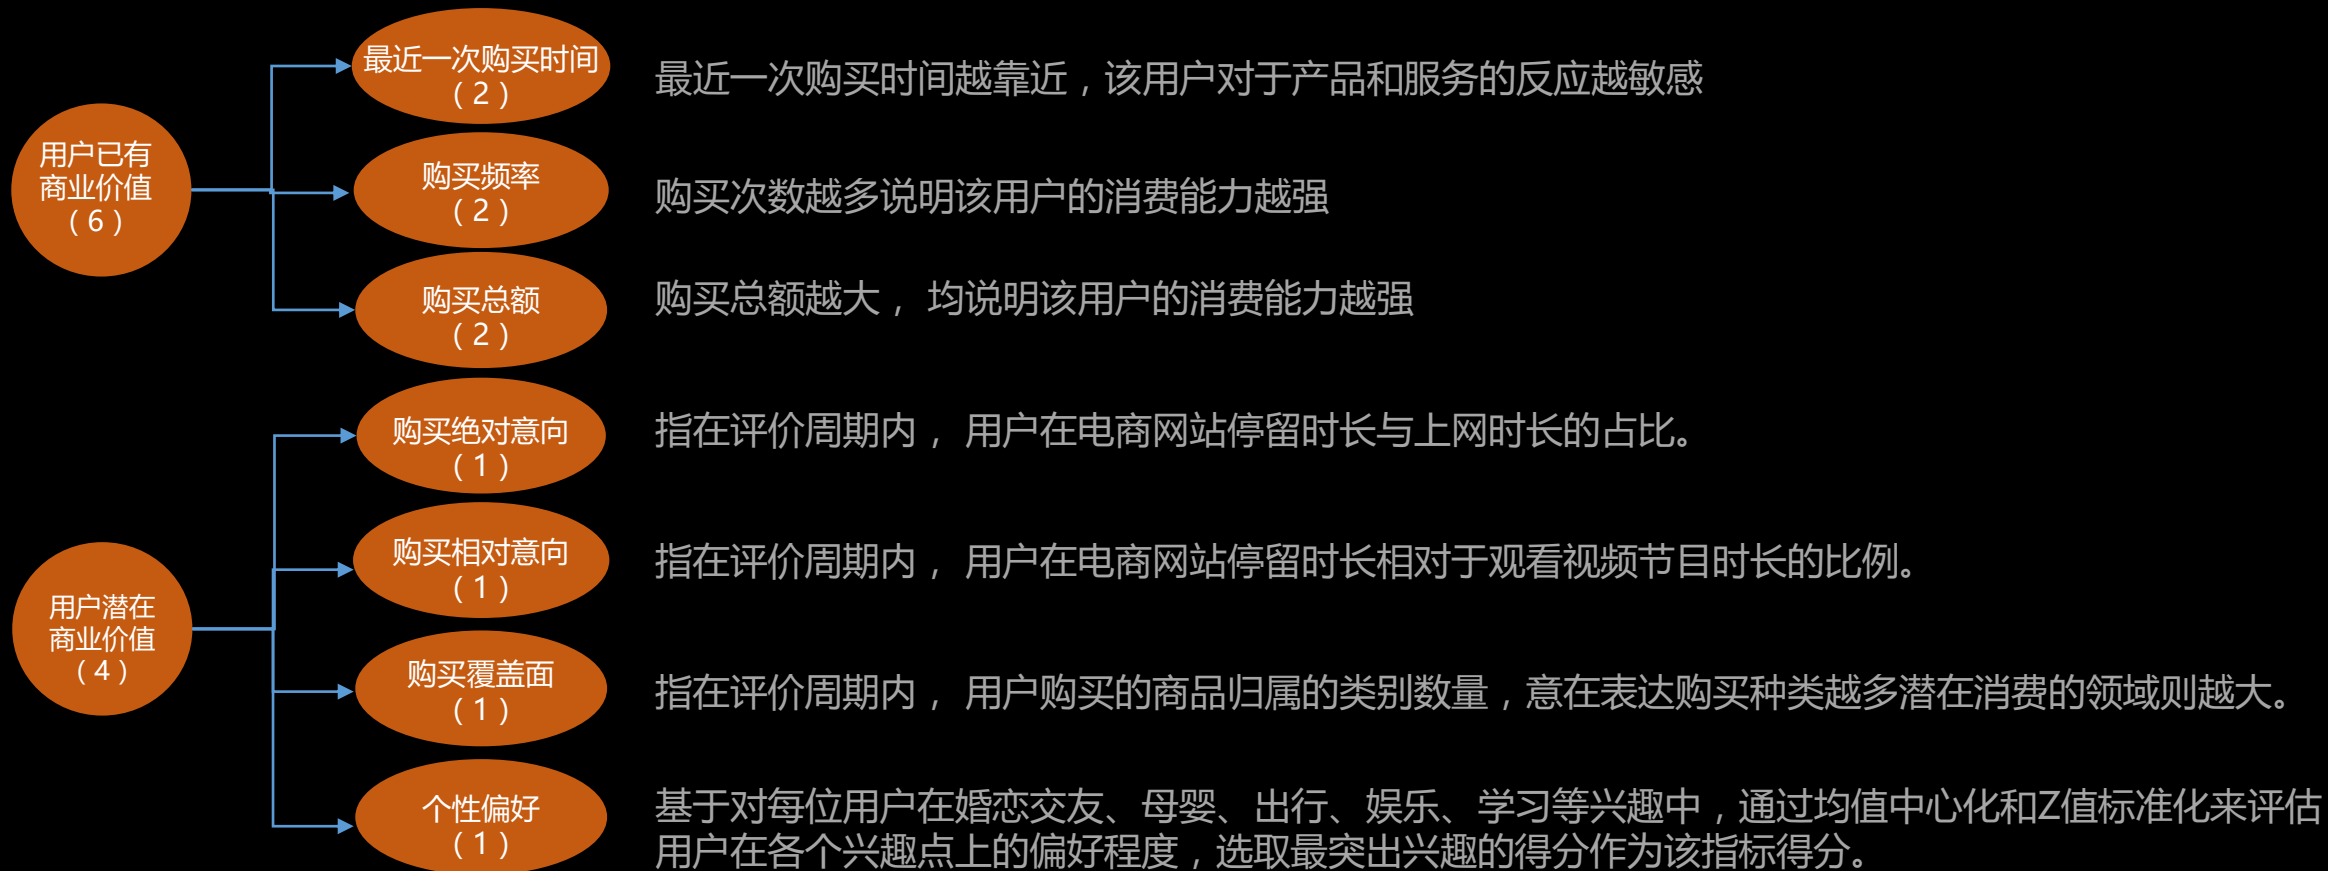 最近一次购买时间
（2）
最近一次购买时间越靠近，该用户对于产品和服务的反应越敏感
用户已有
商业价值
（6）
购买频率
（2）
购买次数越多说明该用户的消费能力越强
购买总额
（2）
购买总额越大， 均说明该用户的消费能力越强
购买绝对意向
（1）
指在评价周期内， 用户在电商网站停留时长与上网时长的占比。
购买相对意向
（1）
指在评价周期内， 用户在电商网站停留时长相对于观看视频节目时长的比例。
用户潜在
商业价值
（4）
购买覆盖面
（1）
指在评价周期内， 用户购买的商品归属的类别数量，意在表达购买种类越多潜在消费的领域则越大。
个性偏好
（1）
基于对每位用户在婚恋交友、母婴、出行、娱乐、学习等兴趣中，通过均值中心化和Z值标准化来评估
用户在各个兴趣点上的偏好程度，选取最突出兴趣的得分作为该指标得分。